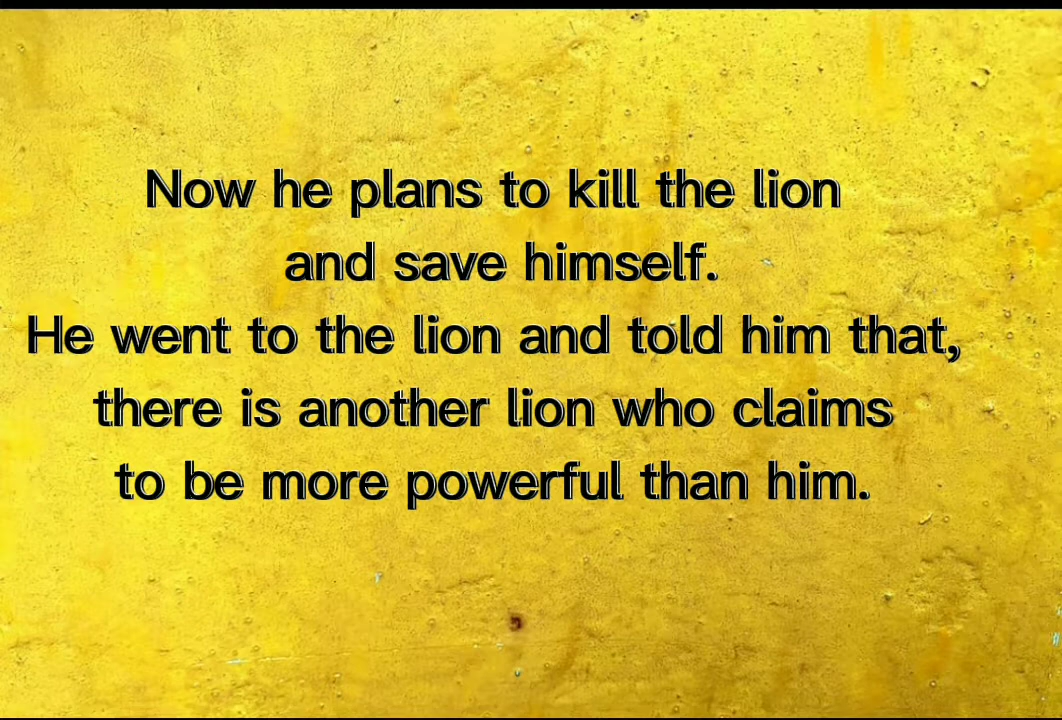 Now he plans to kill the lion
and save himself.
He went to the lion and told him that,
there is another lion who claims
to be more powerful than him.